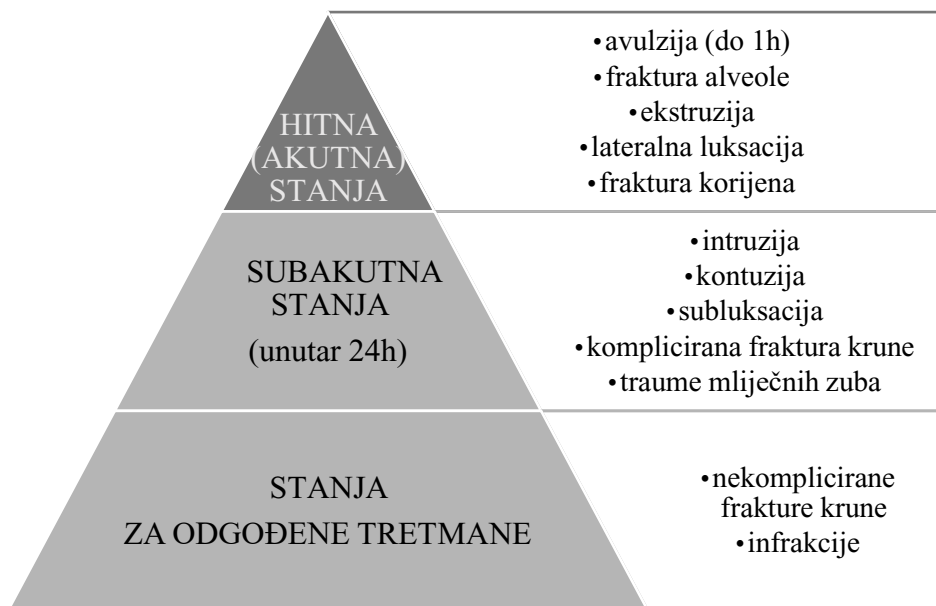 HITNA
(AKUTNA)
STANJA
•avulzija (do 1h)
•fraktura alveole
•ekstruzija
•lateralna luksacija
•fraktura korijena
SUBAKUTNA
STANJA
(unutar 24h)
•intruzija
•kontuzija
•subluksacija
•komplicirana fraktura krune
•traume mliječnih zuba
STANJA
ZA ODGOĐENE TRETMANE
•nekomplicirane
frakture krune
•infrakcije